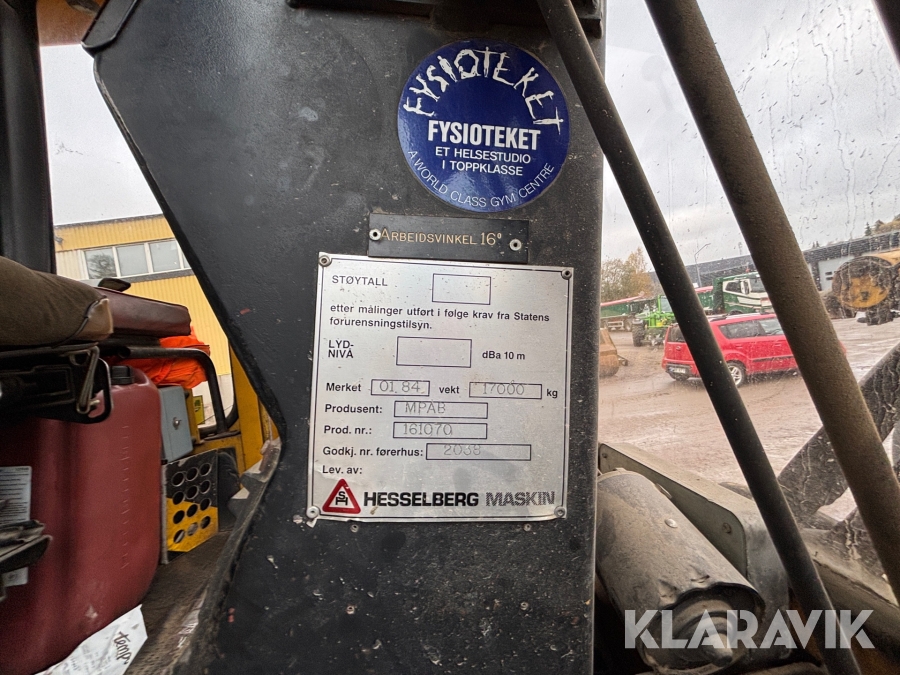 FYSIOTEKET
FYSIOTEKET
ET HELSESTUDIO
I TOPPKLASSE
A WORLD CLASS GYM CENTRE
ARBEIDSVINKEL 16°
STØYTALL
etter målinger utført i følge krav fra Statens
forurensningstilsyn.
LYD-
NIVÅ
dBa 10 m
Merket 01 84 vekt 17000 kg
Produsent: MPAB
Prod. nr.: 161070
Godkj. nr. førerhus: 2038
Lev. av:
HESSELBERG MASKIN
temp
KLARAVIK